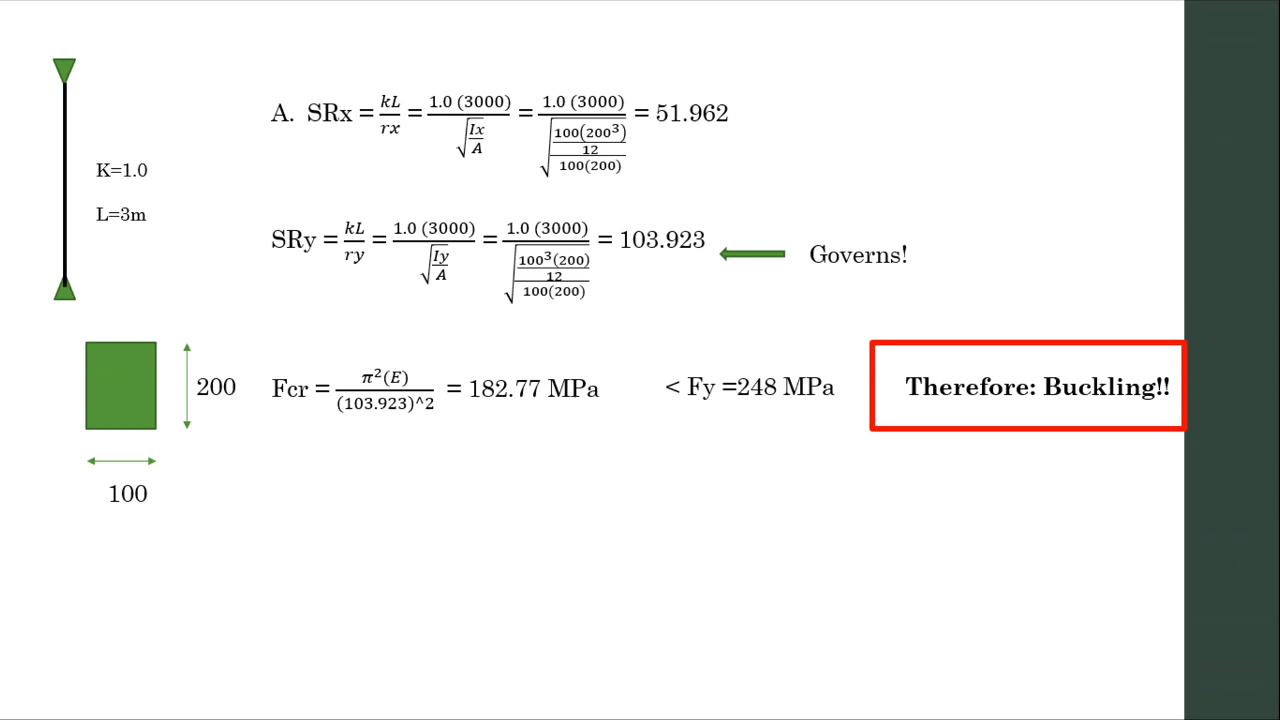 A. SRx = kL/rx = 1.0 (3000)/√(Ix/A) = 1.0 (3000)/√((100(200³)/12)/(100(200))) = 51.962
K=1.0
L=3m
SRy = kL/ry = 1.0 (3000)/√(Iy/A) = 1.0 (3000)/√((100³(200)/12)/(100(200))) = 103.923
Governs!
200
Fcr = π²(E)/(103.923)^2 = 182.77 MPa < Fy =248 MPa
Therefore: Buckling!!
100